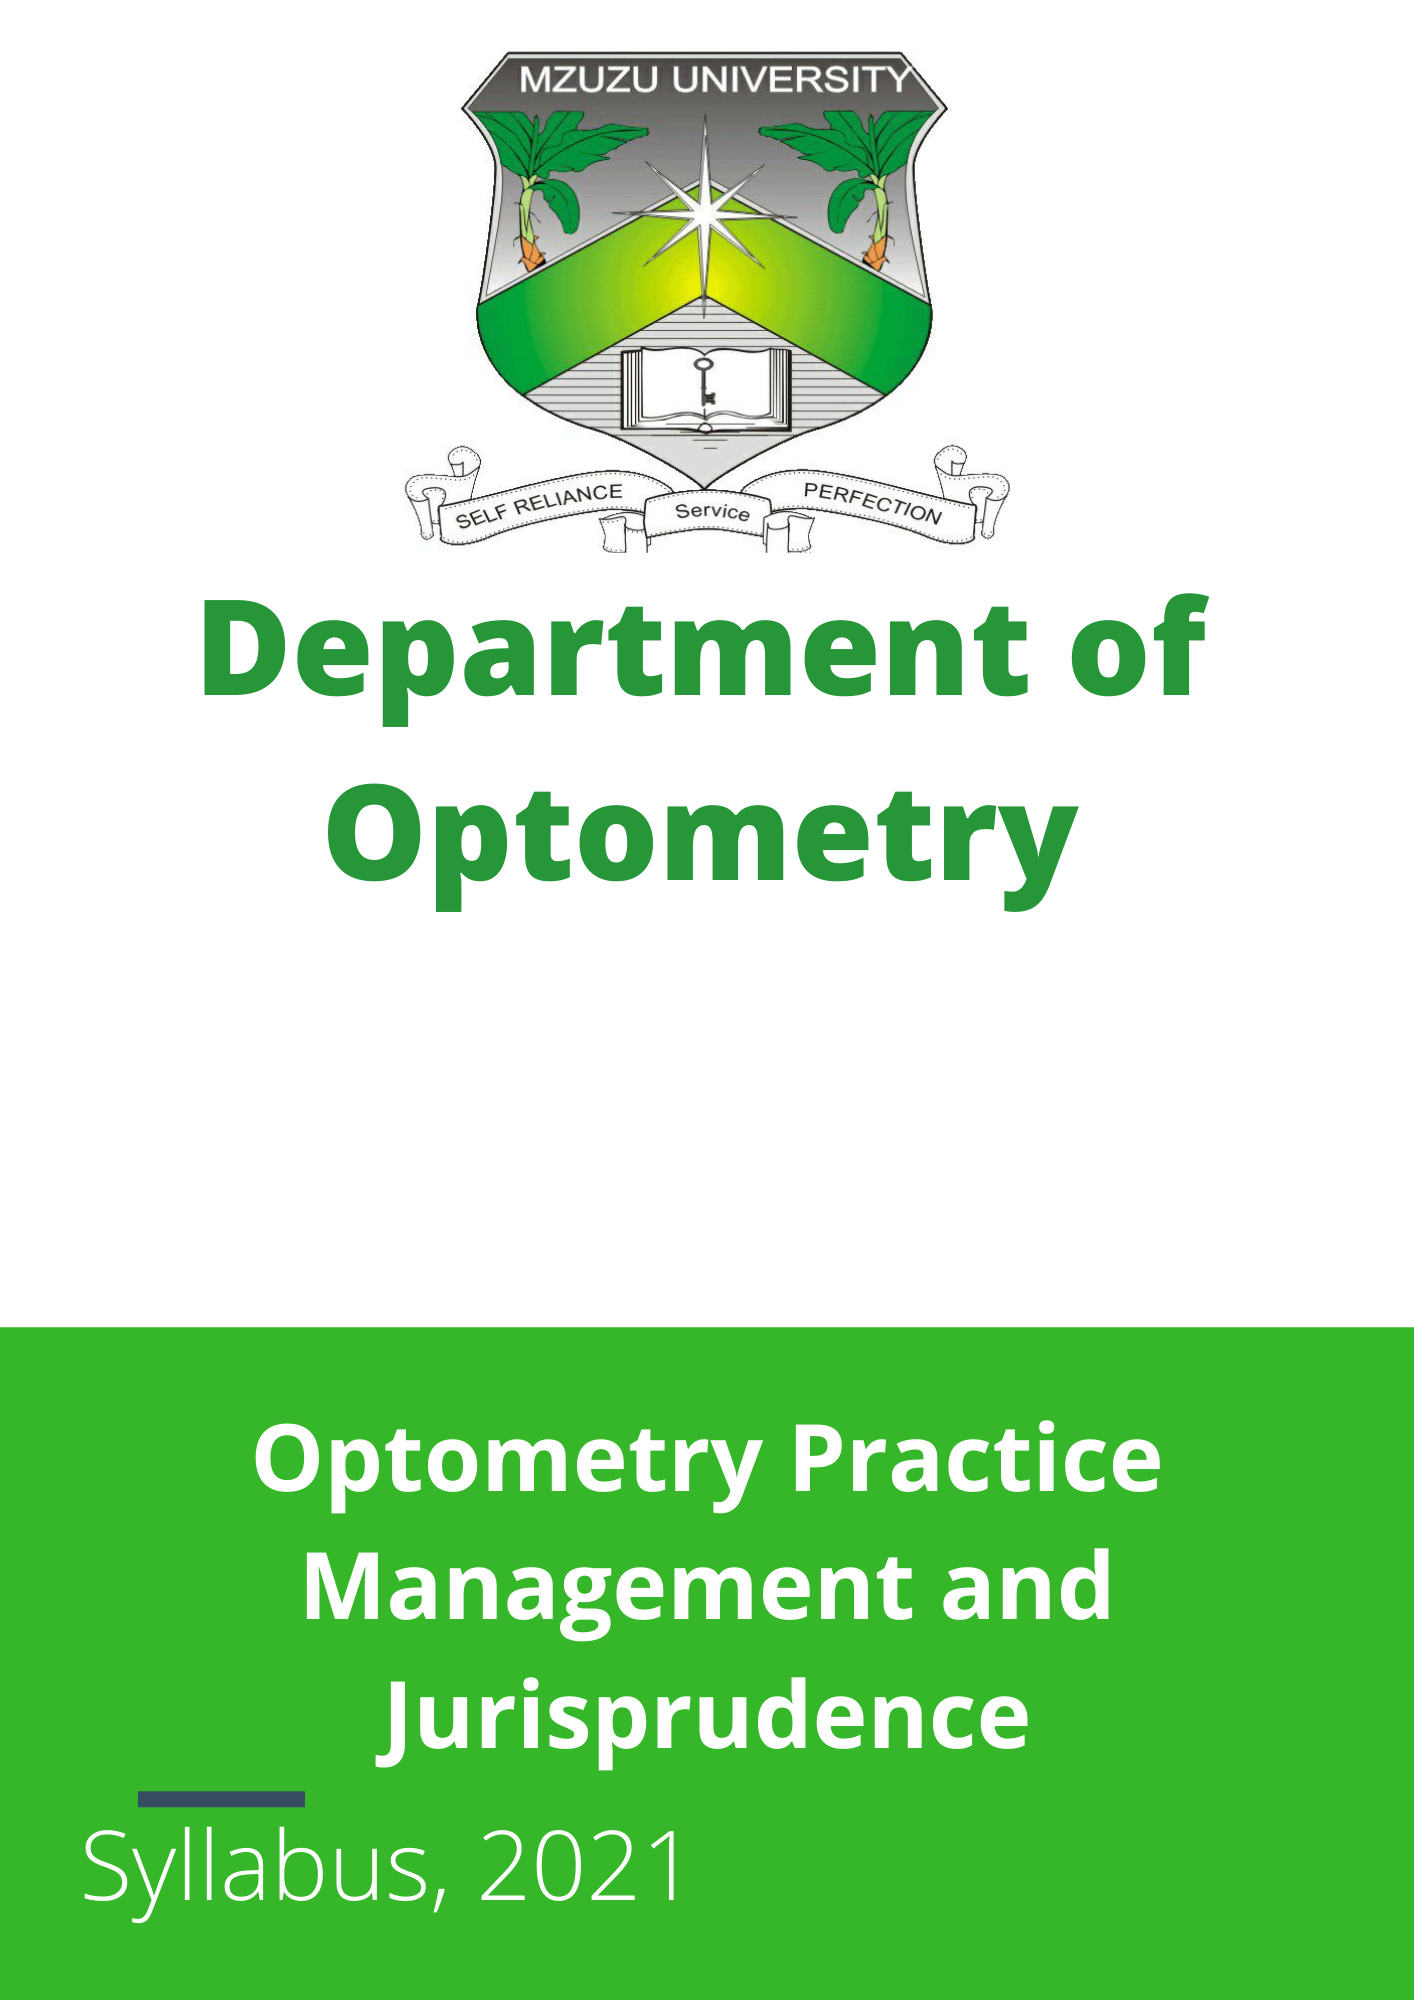 MZUZU UNIVERSITY
SELF RELIANCE
Service
PERFECTION
Department of
Optometry
Optometry Practice
Management and
Jurisprudence
Syllabus, 2021